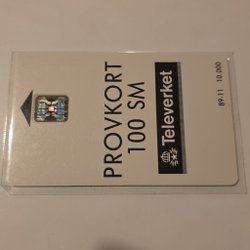 PROVKORT
100 SM
Televerket
89.11 10.000